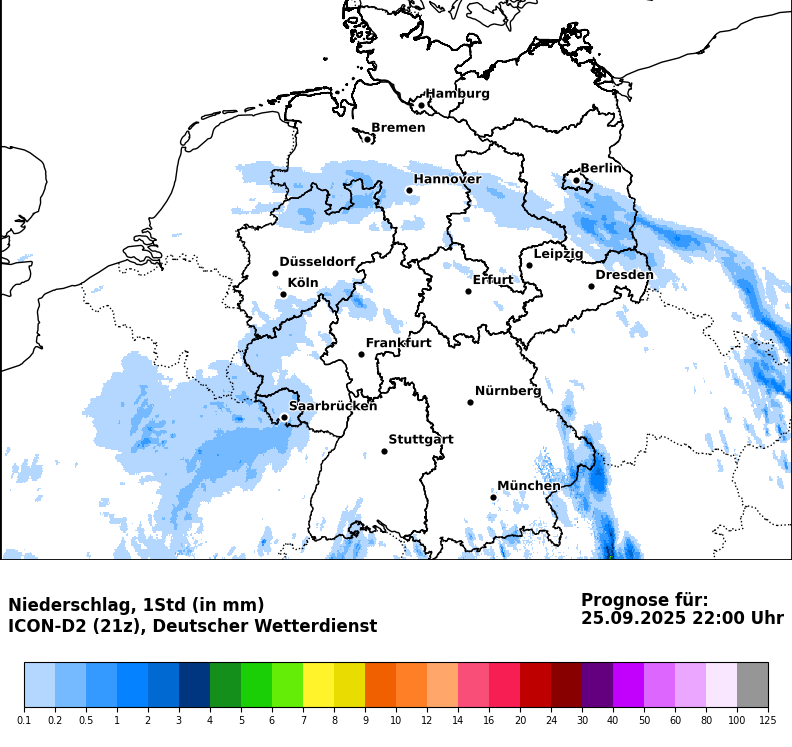 Hamburg
Bremen
Berlin
Hannover
Leipzig
Düsseldorf
Dresden
Erfurt
Köln
Frankfurt
Nürnberg
Saarbrücken
Stuttgart
München
Niederschlag, 1Std (in mm)
ICON-D2 (21z), Deutscher Wetterdienst
Prognose für:
25.09.2025 22:00 Uhr
0.1 0.2 0.5 1 2 3 4 5 6 7 8 9 10 12 14 16 20 24 30 40 50 60 80 100 125